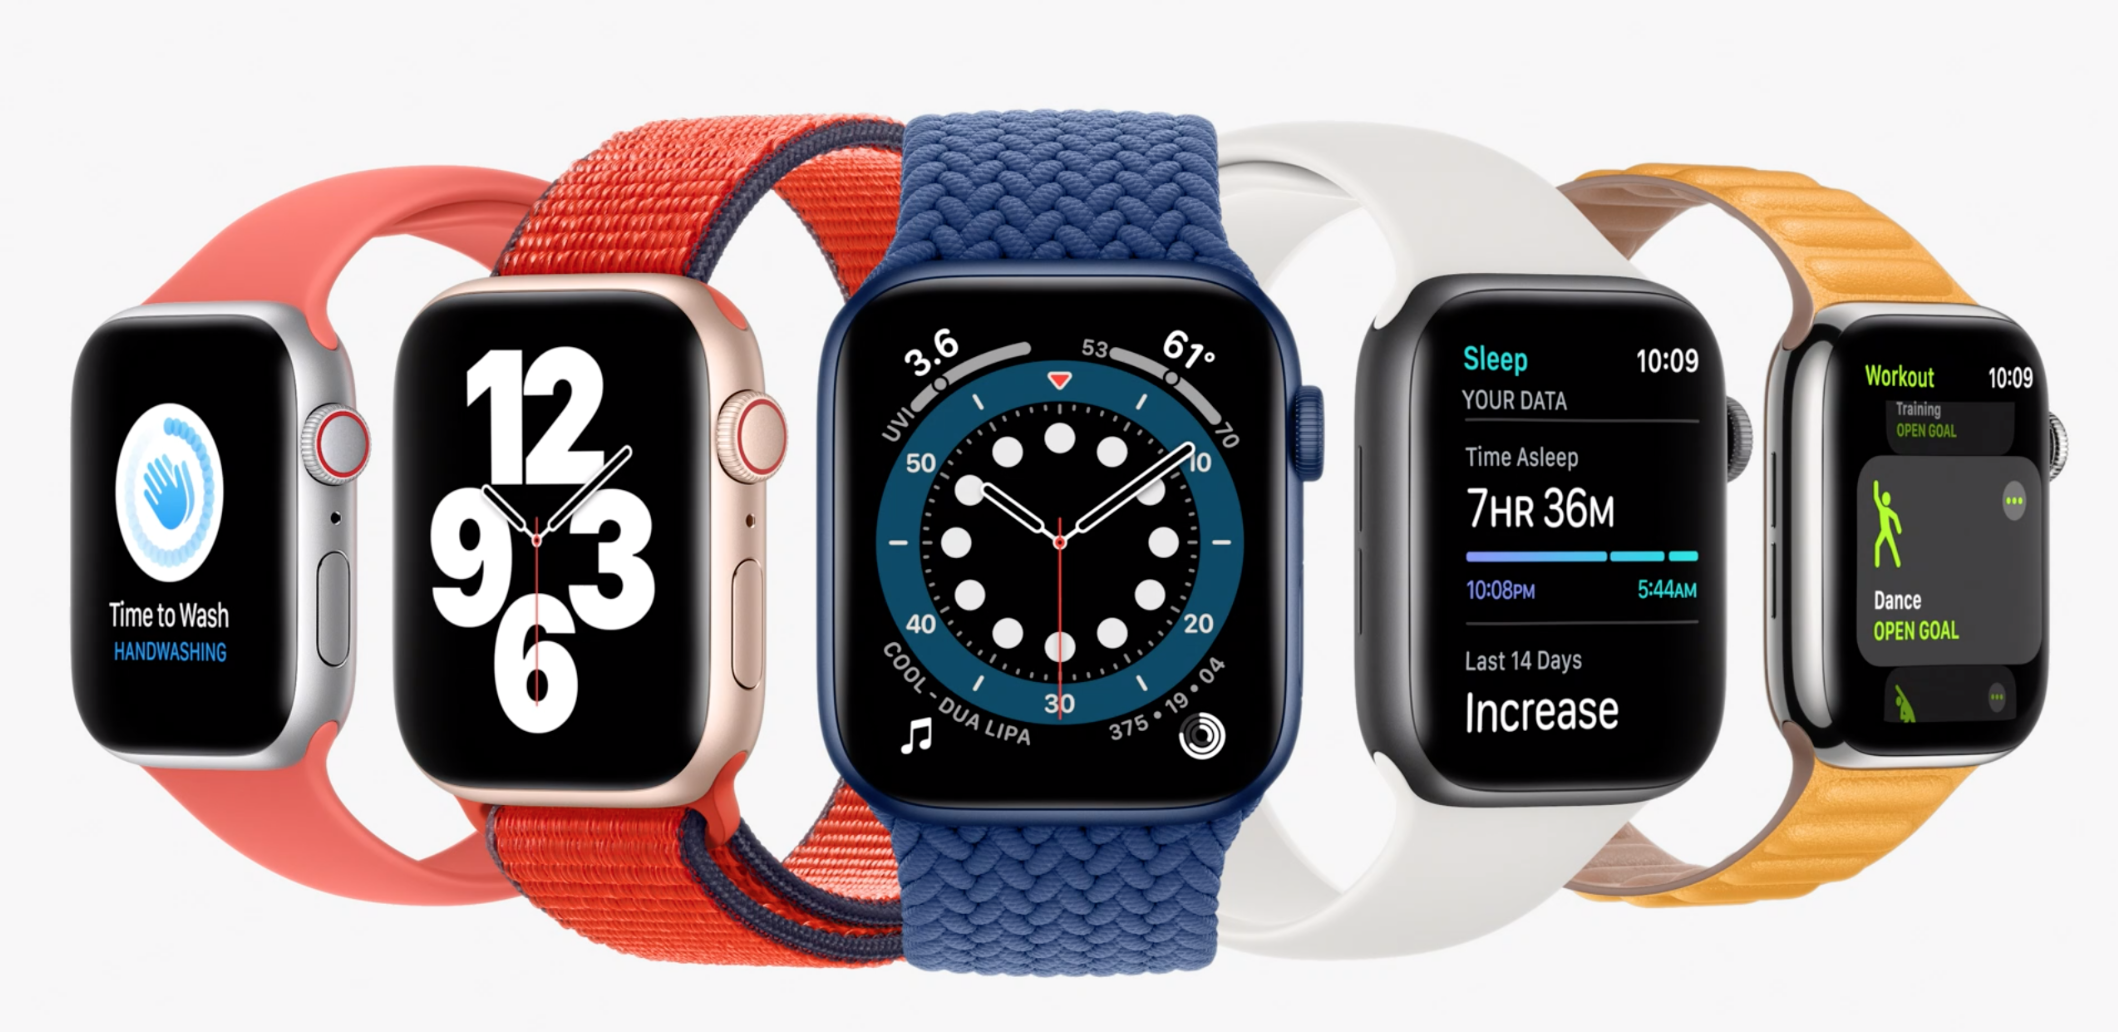 Time to Wash
HANDWASHING
12
9 3
6
3.6
UVI
53
61°
70
50
10
40
20
30
COOL - DUA LIPA
375 • 19 • 04
Sleep 10:09
YOUR DATA
Time Asleep
7HR 36M
10:08PM 5:44AM
Last 14 Days
Increase
Workout 10:09
Training
OPEN GOAL
Dance
OPEN GOAL